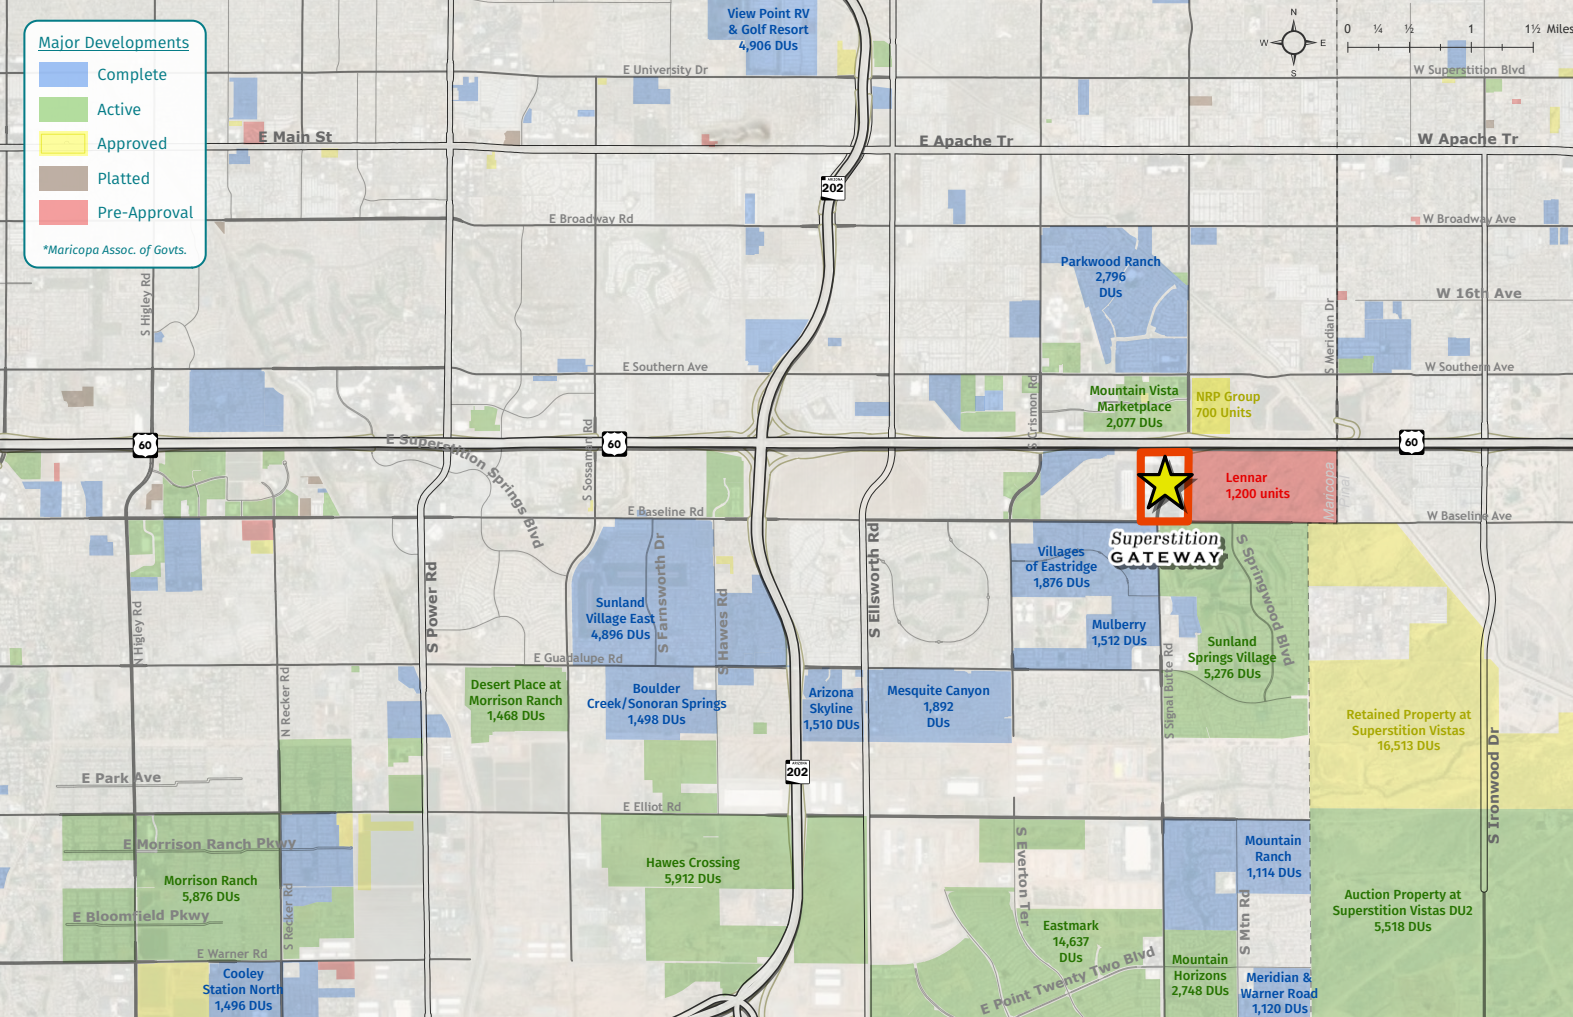 Major Developments
Complete
Active
Approved
Platted
Pre-Approval
*Maricopa Assoc. of Govts.
View Point RV
& Golf Resort
4,906 DUs
N
W
E
S
0
¼
½
1
1½ Miles
E University Dr
W Superstition Blvd
E Main St
E Apache Tr
W Apache Tr
ARIZONA
202
E Broadway Rd
W Broadway Ave
S Higley Rd
Parkwood Ranch
2,796
DUs
W 16th Ave
S Meridian Dr
E Southern Ave
W Southern Ave
S Crismon Rd
Mountain Vista
Marketplace
2,077 DUs
NRP Group
700 Units
60
60
60
E Superstition Springs Blvd
S Sossaman Rd
Lennar
1,200 units
Maricopa
Pinal
E Baseline Rd
W Baseline Ave
Superstition
GATEWAY
S Power Rd
S Farnsworth Dr
S Hawes Rd
S Ellsworth Rd
Villages
of Eastridge
1,876 DUs
S Springwood Blvd
Sunland
Village East
4,896 DUs
Mulberry
1,512 DUs
Sunland
Springs Village
5,276 DUs
N Higley Rd
E Guadalupe Rd
N Recker Rd
S Signal Butte Rd
Desert Place at
Morrison Ranch
1,468 DUs
Boulder
Creek/Sonoran Springs
1,498 DUs
Arizona
Skyline
1,510 DUs
Mesquite Canyon
1,892
DUs
Retained Property at
Superstition Vistas
16,513 DUs
S Ironwood Dr
ARIZONA
202
E Park Ave
E Elliot Rd
E Morrison Ranch Pkwy
S Everton Ter
Mountain
Ranch
1,114 DUs
Morrison Ranch
5,876 DUs
Hawes Crossing
5,912 DUs
Auction Property at
Superstition Vistas DU2
5,518 DUs
E Bloomfield Pkwy
S Recker Rd
S Mtn Rd
Eastmark
14,637
DUs
E Warner Rd
E Point Twenty Two Blvd
Cooley
Station North
1,496 DUs
Mountain
Horizons
2,748 DUs
Meridian &
Warner Road
1,120 DUs